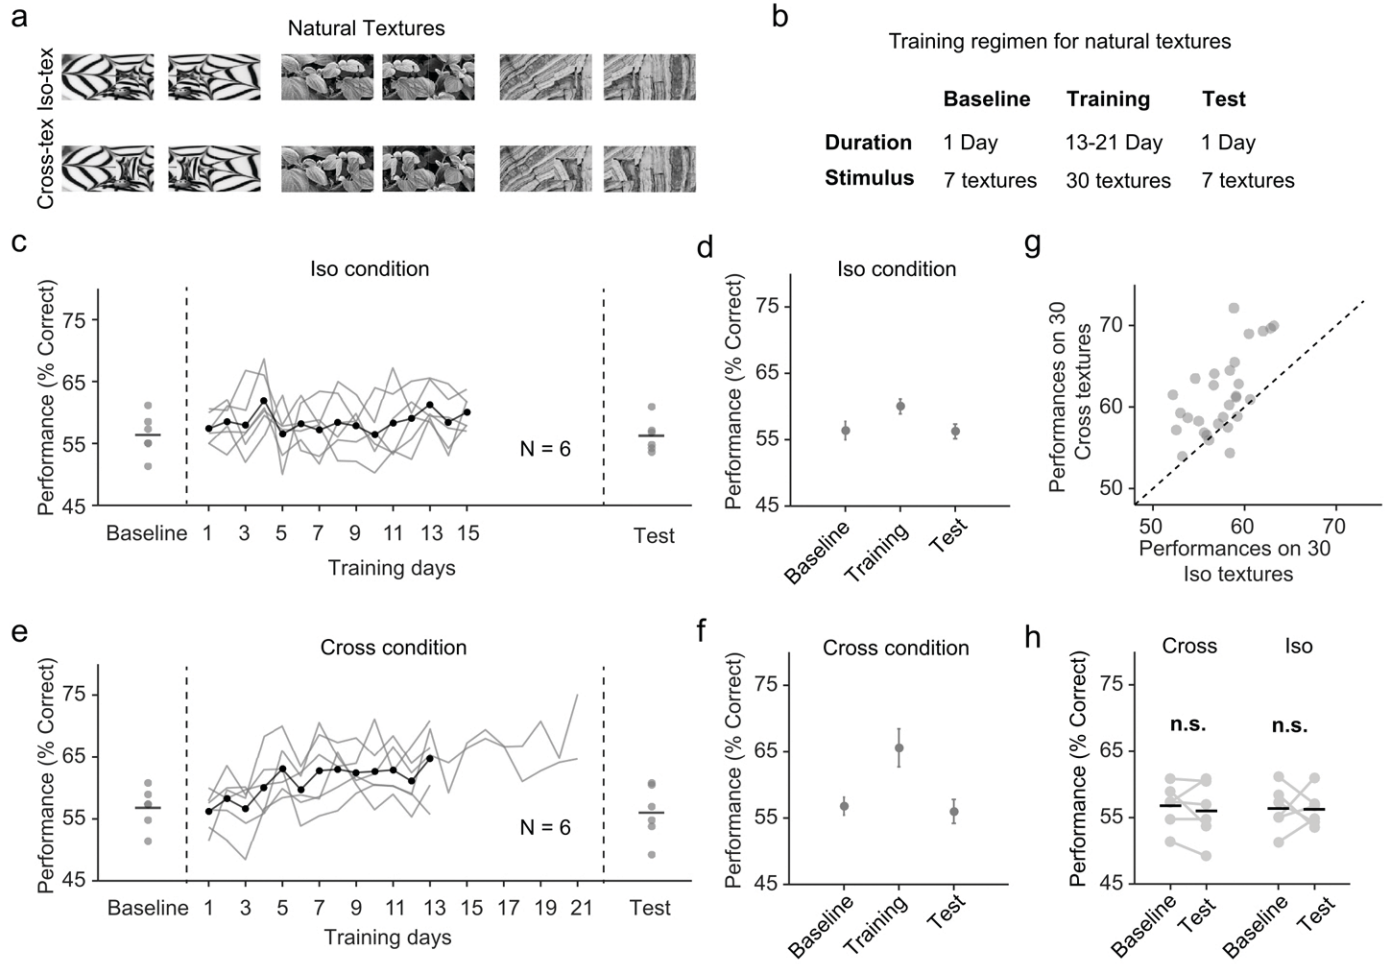 a
Natural Textures
Iso-tex
Cross-tex
b
Training regimen for natural textures
Baseline Training Test
Duration 1 Day 13-21 Day 1 Day
Stimulus 7 textures 30 textures 7 textures
c
Iso condition
Performance (% Correct)
75
65
55
45
N = 6
Baseline 1 3 5 7 9 11 13 15 Test
Training days
d
Iso condition
Performance (% Correct)
75
65
55
45
Baseline
Training
Test
g
Performances on 30
Cross textures
70
60
50
50 60 70
Performances on 30
Iso textures
e
Cross condition
Performance (% Correct)
75
65
55
45
N = 6
Baseline 1 3 5 7 9 11 13 15 17 19 21 Test
Training days
f
Cross condition
Performance (% Correct)
75
65
55
45
Baseline
Training
Test
h
Cross Iso
Performance (% Correct)
75
65
55
45
n.s. n.s.
Baseline
Test
Baseline
Test